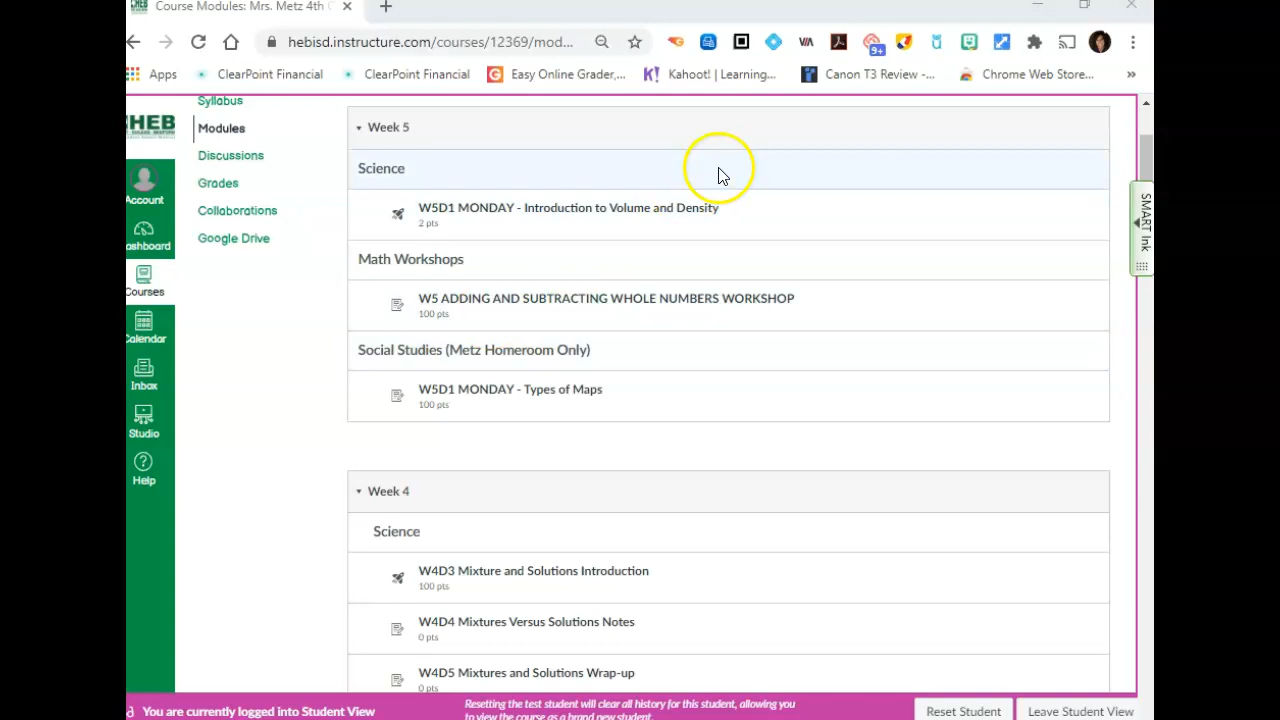 Course Modules: Mrs. Metz 4th
hebisd.instructure.com/courses/12369/mod...
9+
VIA
Apps
ClearPoint Financial
ClearPoint Financial
Easy Online Grader,...
Kahoot! | Learning...
Canon T3 Review -...
Chrome Web Store...
HEB
Account
ashboard
Courses
Calendar
Inbox
Studio
Help
Syllabus
Modules
Discussions
Grades
Collaborations
Google Drive
Week 5
Science
W5D1 MONDAY - Introduction to Volume and Density
2 pts
Math Workshops
W5 ADDING AND SUBTRACTING WHOLE NUMBERS WORKSHOP
100 pts
Social Studies (Metz Homeroom Only)
W5D1 MONDAY - Types of Maps
100 pts
Week 4
Science
W4D3 Mixture and Solutions Introduction
100 pts
W4D4 Mixtures Versus Solutions Notes
0 pts
W4D5 Mixtures and Solutions Wrap-up
0 pts
SMART Ink
You are currently logged into Student View
Resetting the test student will clear all history for this student, allowing you
to view the course as a brand new student.
Reset Student
Leave Student View